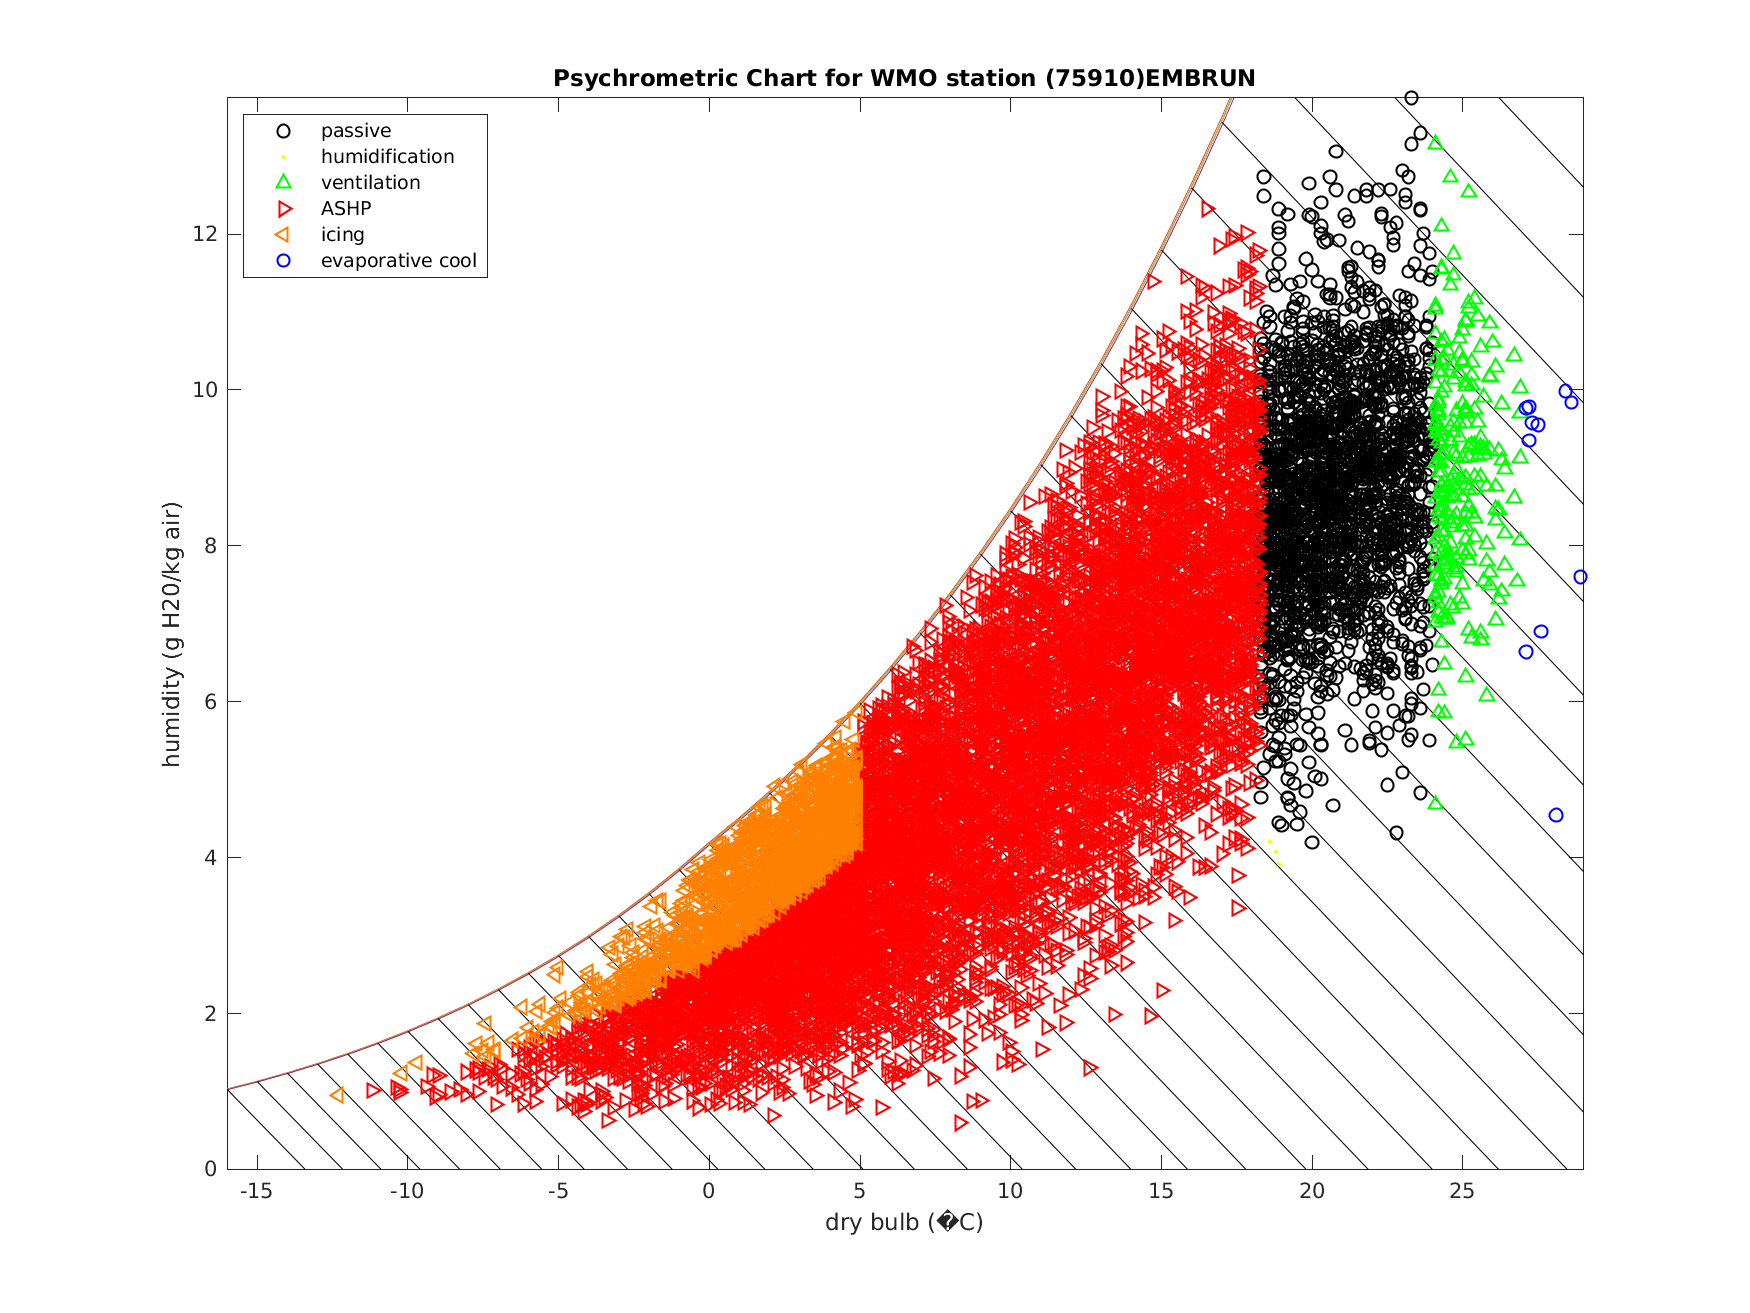 Psychrometric Chart for WMO station (75910)EMBRUN
passive
humidification
ventilation
ASHP
icing
evaporative cool
humidity (g H20/kg air)
12
10
8
6
4
2
0
-15 -10 -5 0 5 10 15 20 25
dry bulb (�C)